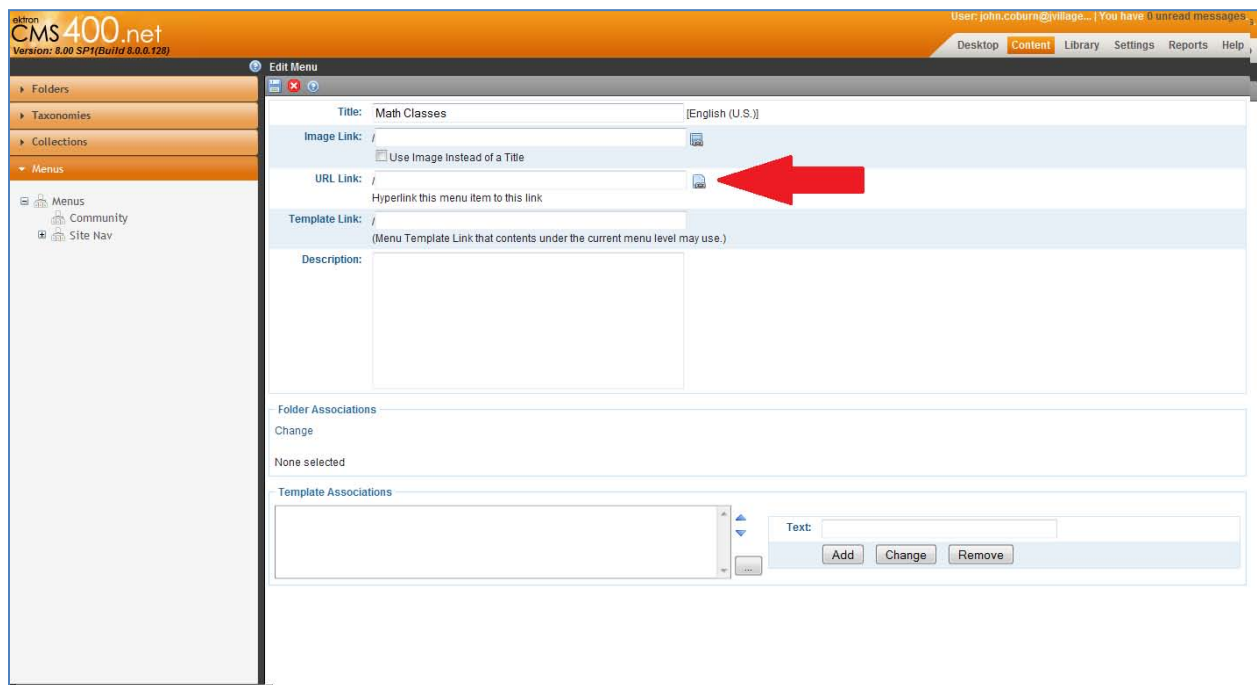 ektron
CMS400.net
Version: 8.00 SP1(Build 8.0.0.128)
User: john.coburn@jvillage... | You have 0 unread messages
Desktop Content Library Settings Reports Help
Edit Menu
Folders
Taxonomies
Collections
Menus
Menus
Community
Site Nav
Title: Math Classes [English (U.S.)]
Image Link: /
Use Image Instead of a Title
URL Link: /
Hyperlink this menu item to this link
Template Link: /
(Menu Template Link that contents under the current menu level may use.)
Description:
Folder Associations
Change
None selected
Template Associations
...
Text:
Add Change Remove